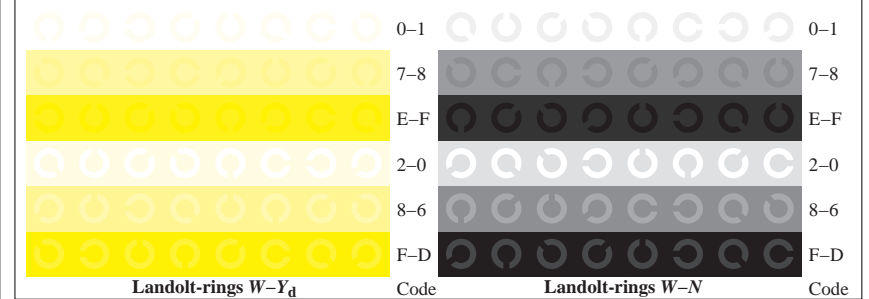 0–1 0–1
7–8 7–8
E–F E–F
2–0 2–0
8–6 8–6
F–D F–D
Landolt-rings W–Yd Code Landolt-rings W–N Code